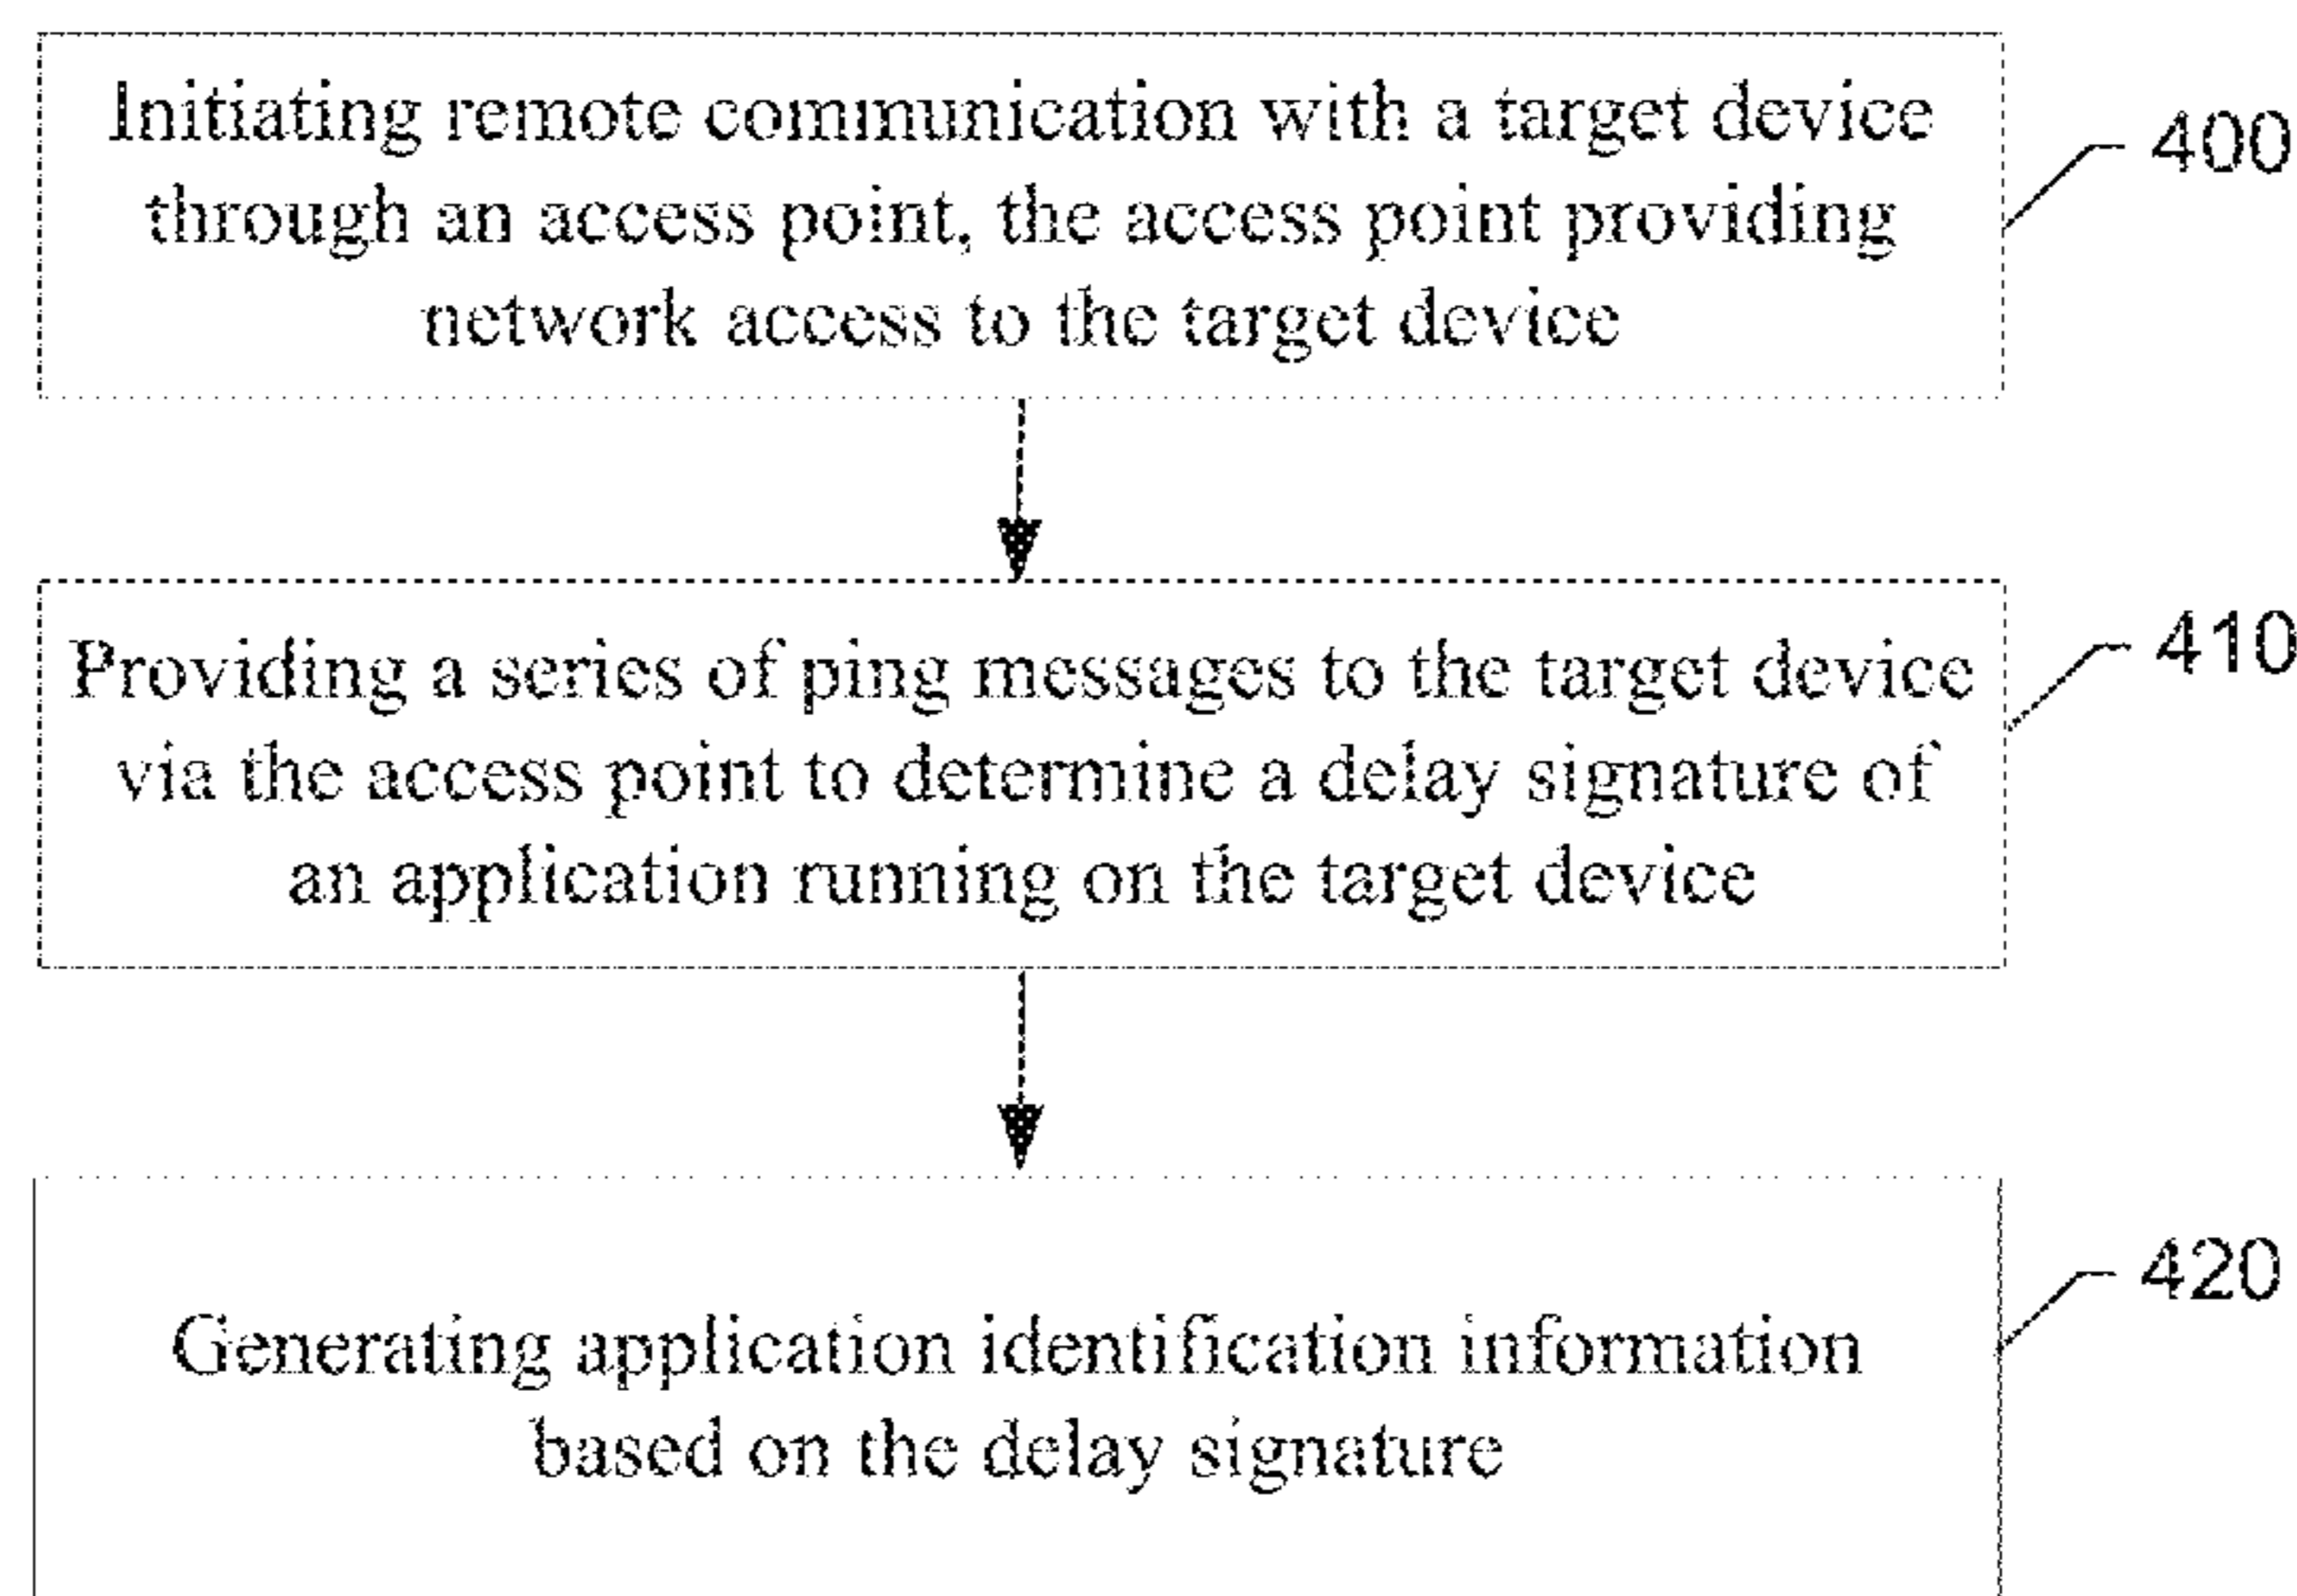 Initiating remote communication with a target device
through an access point, the access point providing
network access to the target device
400
Providing a series of ping messages to the target device
via the access point to determine a delay signature of
an application running on the target device
410
Generating application identification information
based on the delay signature
420